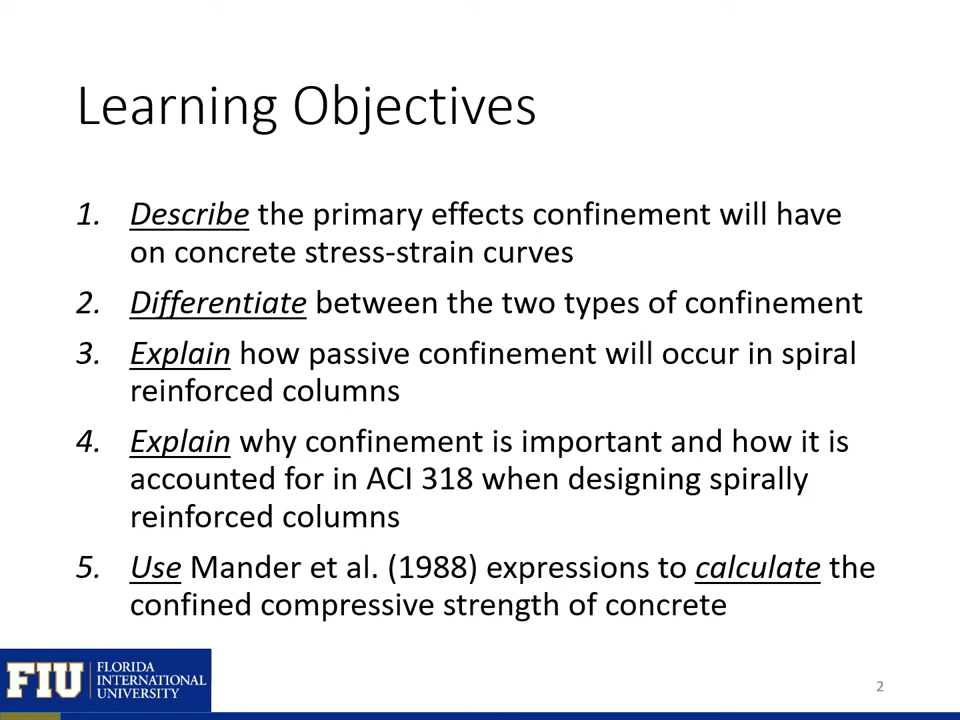 Learning Objectives
1. Describe the primary effects confinement will have
on concrete stress-strain curves
2. Differentiate between the two types of confinement
3. Explain how passive confinement will occur in spiral
reinforced columns
4. Explain why confinement is important and how it is
accounted for in ACI 318 when designing spirally
reinforced columns
5. Use Mander et al. (1988) expressions to calculate the
confined compressive strength of concrete
FIU
FLORIDA
INTERNATIONAL
UNIVERSITY
2